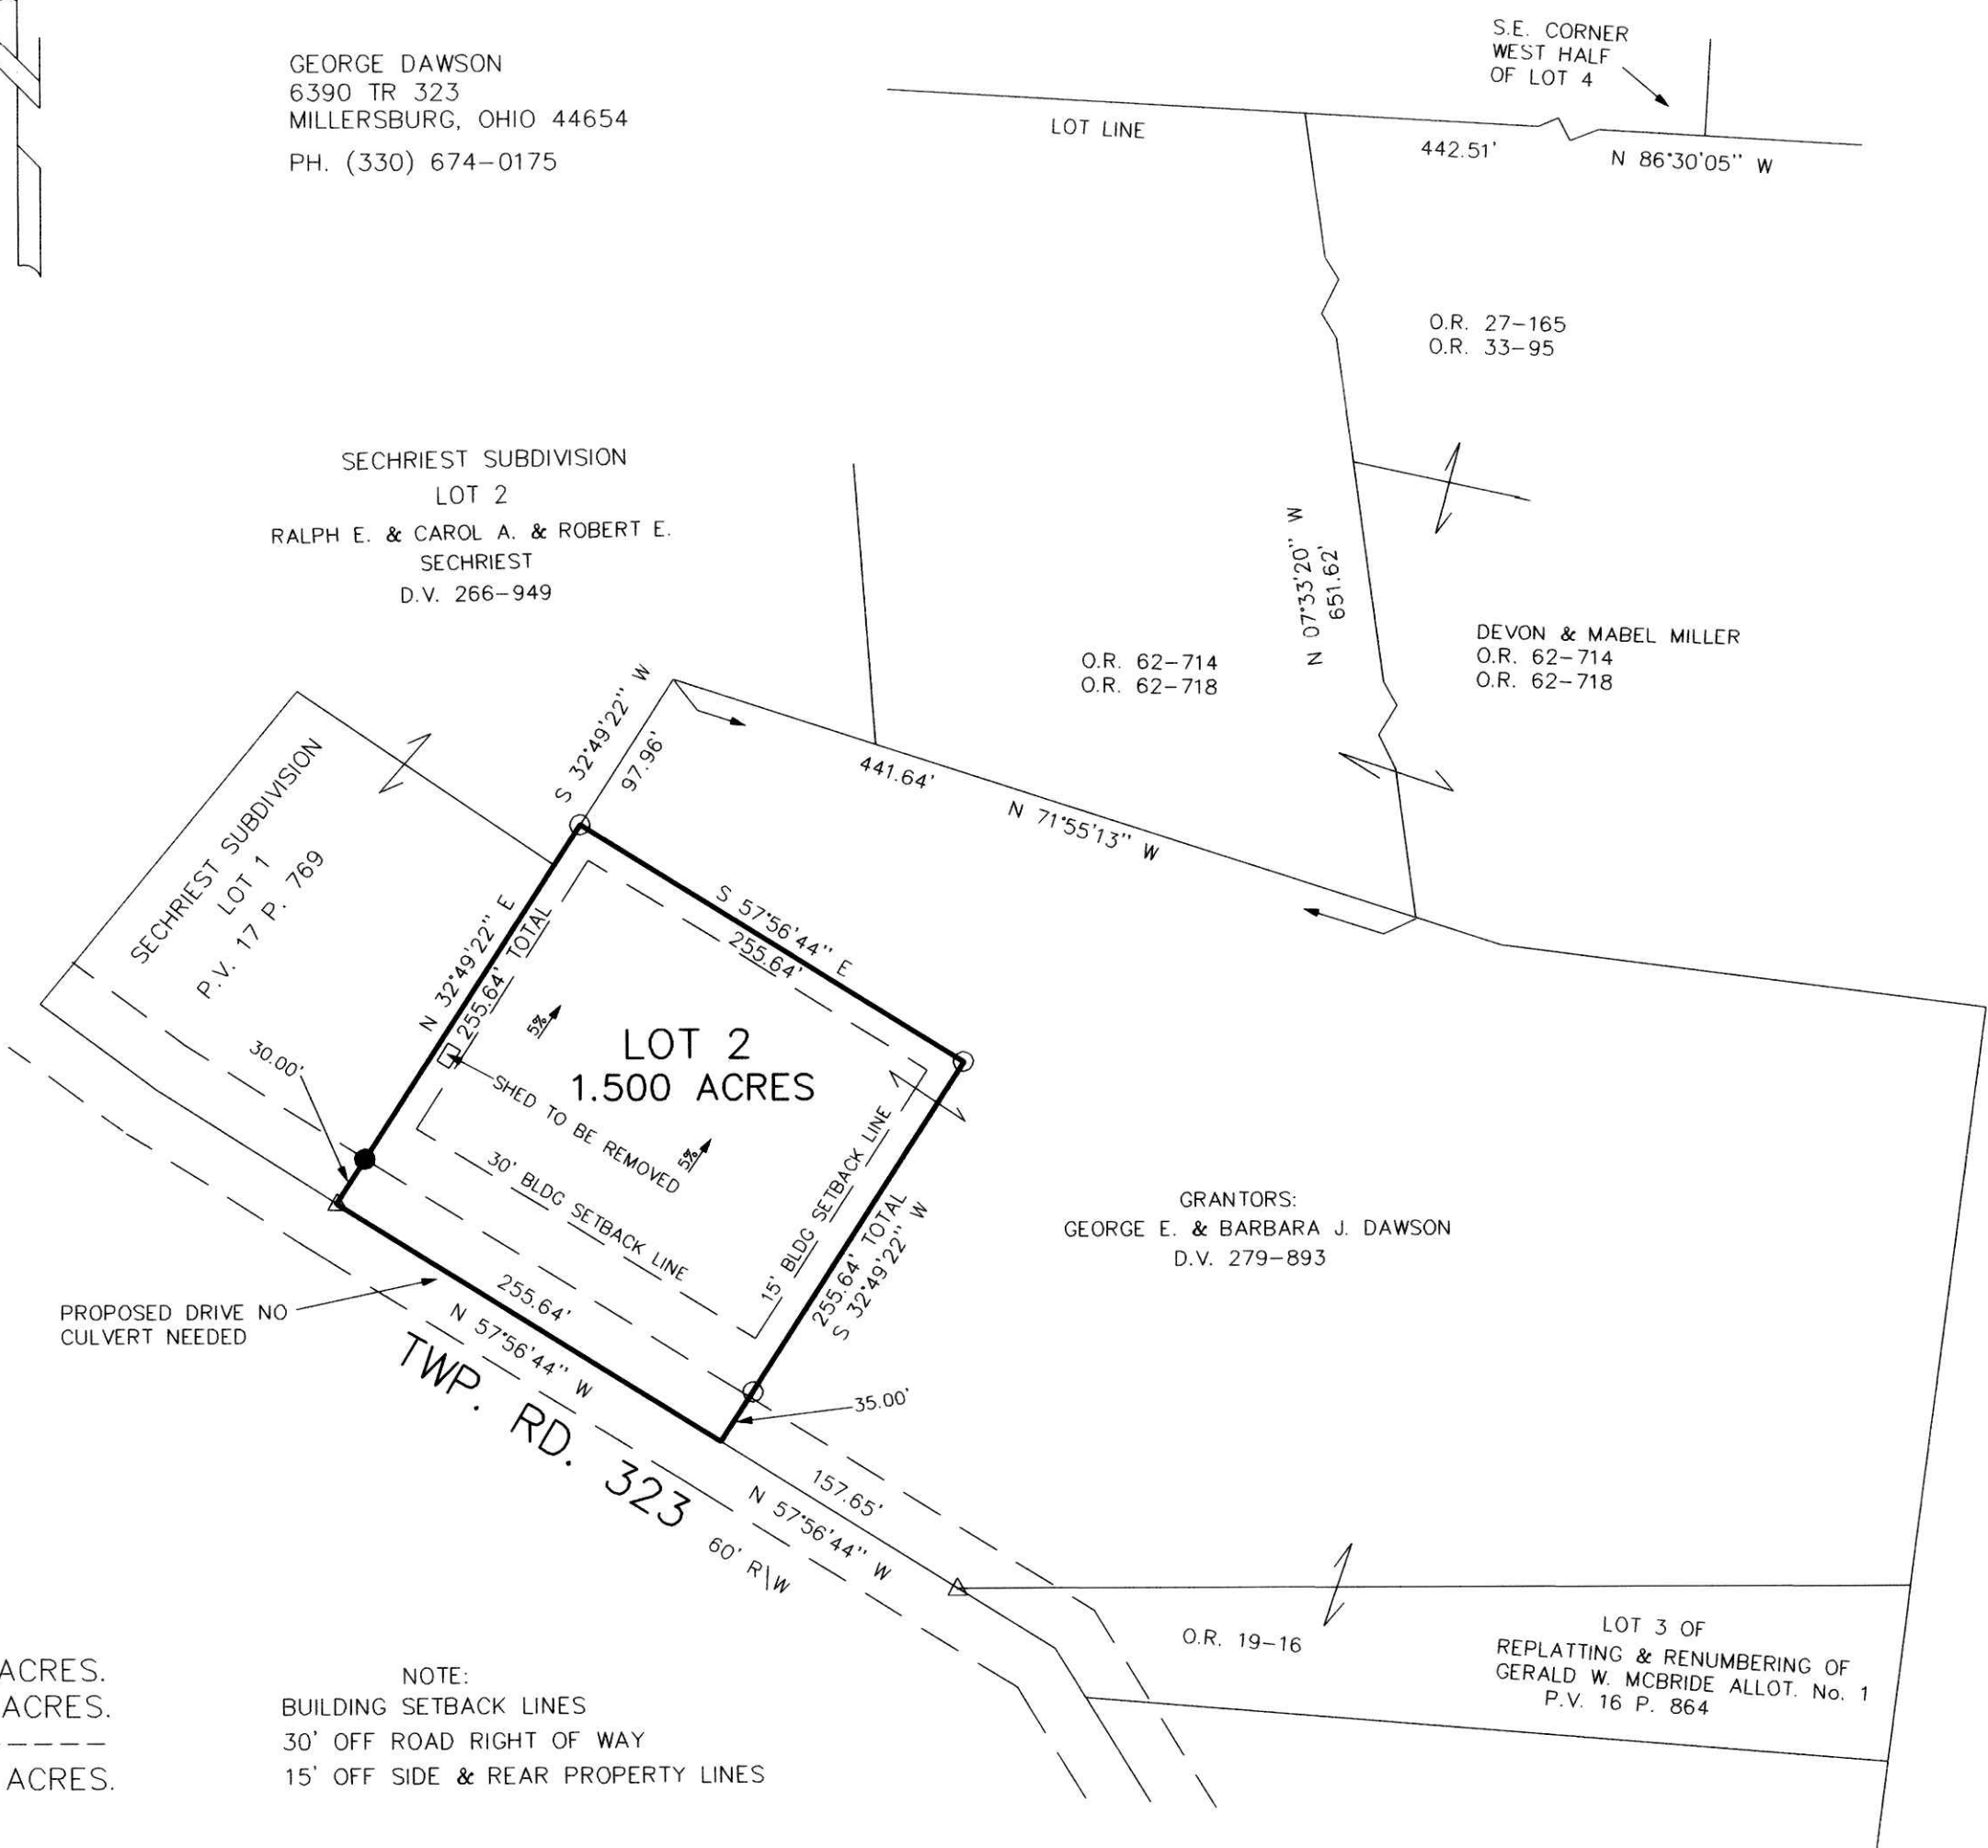 GEORGE DAWSON
6390 TR 323
MILLERSBURG, OHIO 44654
PH. (330) 674-0175
S.E. CORNER
WEST HALF
OF LOT 4
LOT LINE
442.51'
N 86°30'05'' W
O.R. 27-165
O.R. 33-95
SECHRIEST SUBDIVISION
LOT 2
RALPH E. & CAROL A. & ROBERT E.
SECHRIEST
D.V. 266-949
N 07°33'20'' W
651.62'
O.R. 62-714
O.R. 62-718
DEVON & MABEL MILLER
O.R. 62-714
O.R. 62-718
S 32°49'22'' W
97.96'
441.64'
N 71°55'13'' W
SECHRIEST SUBDIVISION
LOT 1
P.V. 17 P. 769
N 32°49'22'' E
255.64' TOTAL
S 57°56'44'' E
255.64'
5%
LOT 2
1.500 ACRES
30.00'
SHED TO BE REMOVED
5%
30' BLDG SETBACK LINE
15' BLDG SETBACK LINE
255.64' TOTAL
S 32°49'22'' W
GRANTORS:
GEORGE E. & BARBARA J. DAWSON
D.V. 279-893
PROPOSED DRIVE NO
CULVERT NEEDED
255.64'
N 57°56'44'' W
35.00'
TWP. RD. 323
60' R\W
157.65'
N 57°56'44'' W
O.R. 19-16
LOT 3 OF
REPLATTING & RENUMBERING OF
GERALD W. MCBRIDE ALLOT. No. 1
P.V. 16 P. 864
ACRES.
ACRES.
-----
ACRES.
NOTE:
BUILDING SETBACK LINES
30' OFF ROAD RIGHT OF WAY
15' OFF SIDE & REAR PROPERTY LINES